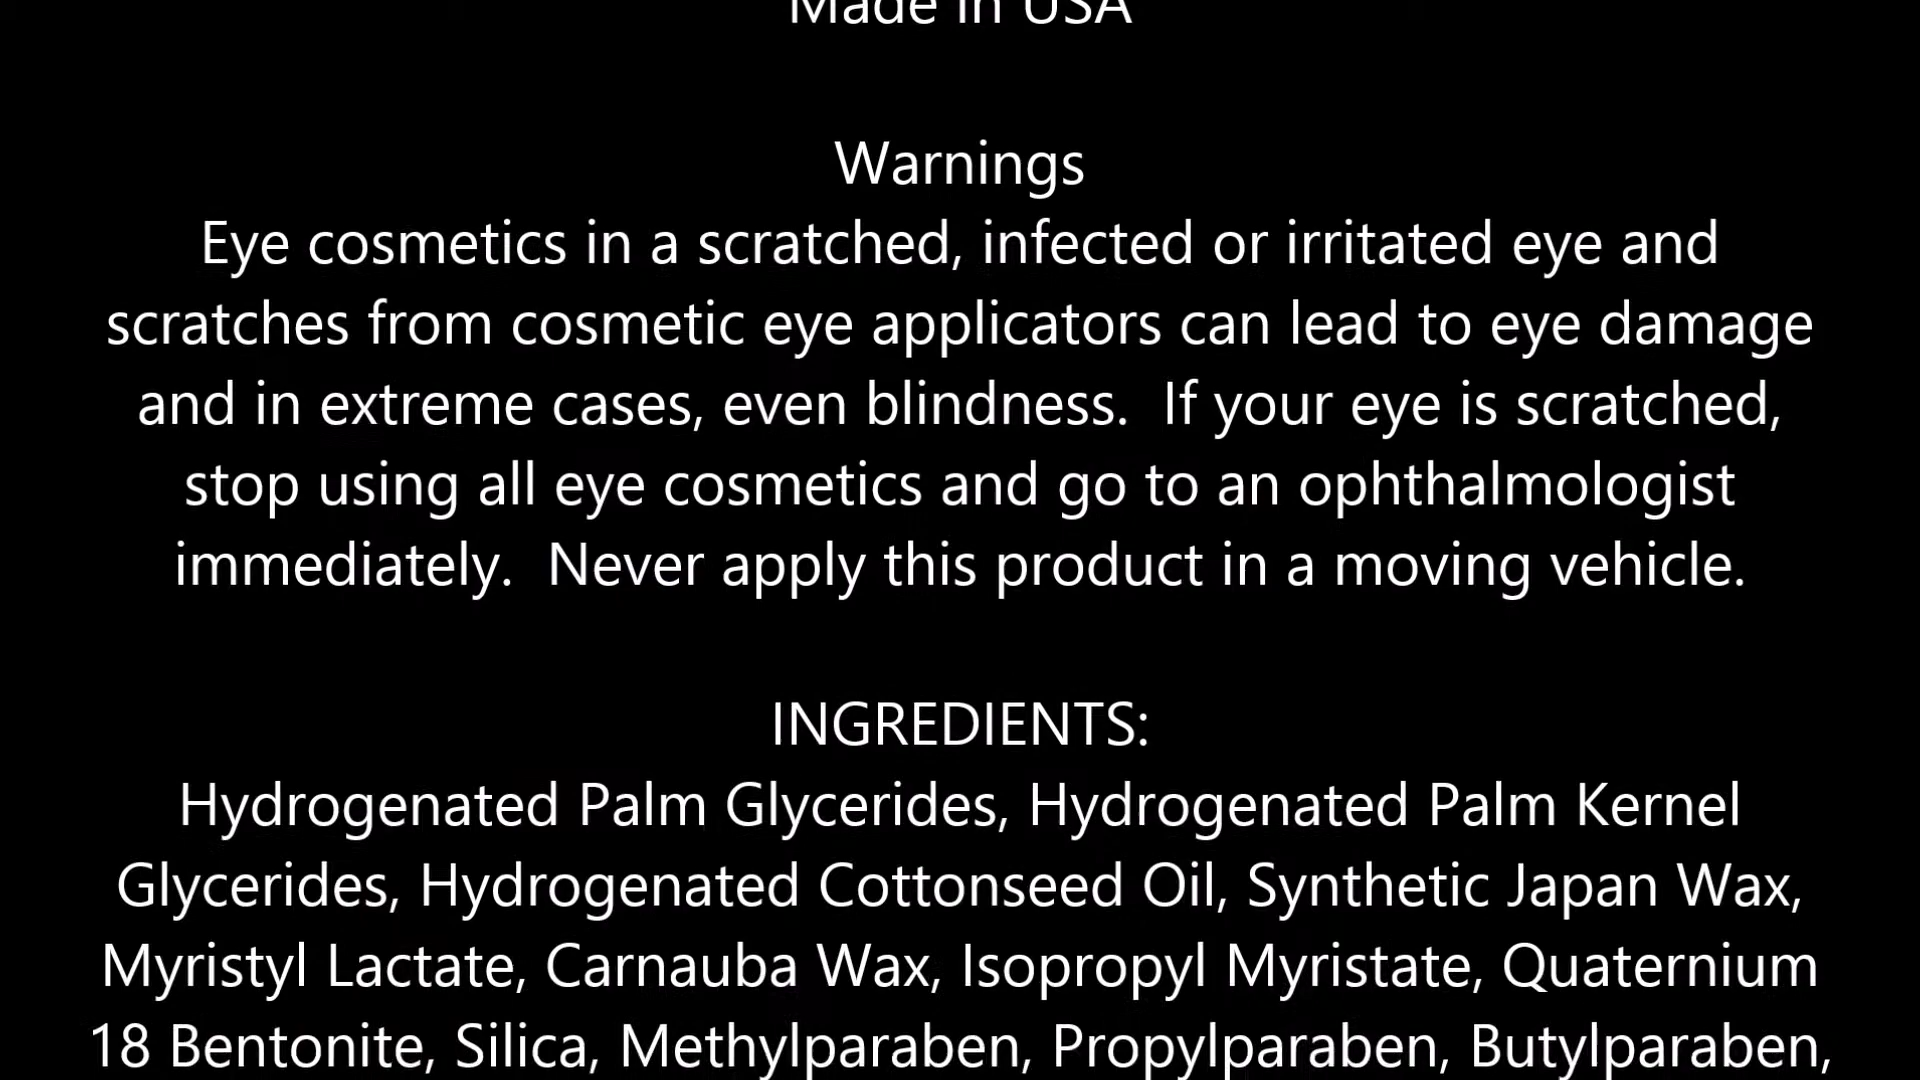 Made in USA
Warnings
Eye cosmetics in a scratched, infected or irritated eye and
scratches from cosmetic eye applicators can lead to eye damage
and in extreme cases, even blindness.  If your eye is scratched,
stop using all eye cosmetics and go to an ophthalmologist
immediately.  Never apply this product in a moving vehicle.
INGREDIENTS:
Hydrogenated Palm Glycerides, Hydrogenated Palm Kernel
Glycerides, Hydrogenated Cottonseed Oil, Synthetic Japan Wax,
Myristyl Lactate, Carnauba Wax, Isopropyl Myristate, Quaternium
18 Bentonite, Silica, Methylparaben, Propylparaben, Butylparaben,